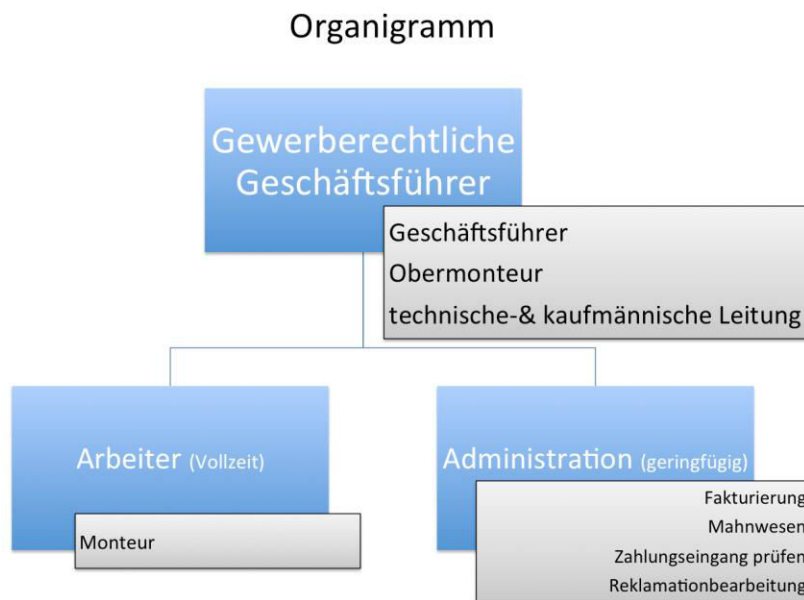 Organigramm
Gewerberechtliche
Geschäftsführer
Geschäftsführer
Obermonteur
technische-& kaufmännische Leitung
Arbeiter (Vollzeit)
Monteur
Administration (geringfügig)
Fakturierung
Mahnwesen
Zahlungseingang prüfen
Reklamationbearbeitung